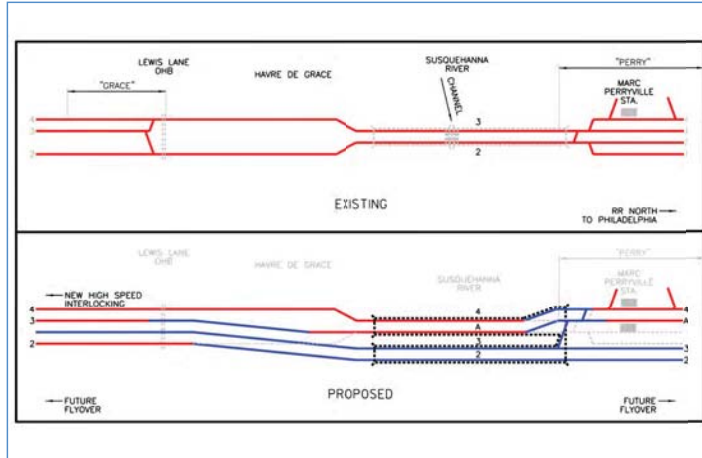 LEWIS LANE
OHB
"GRACE"
HAVRE DE GRACE
SUSQUEHANNA
RIVER
CHANNEL
"PERRY"
MARC
PERRYVILLE
STA.
4
3
2
3
2
EXISTING
RR NORTH
TO PHILADELPHIA
LEWIS LANE
OHB
HAVRE DE GRACE
SUSQUEHANNA
RIVER
"PERRY"
MARC
PERRYVILLE
STA.
NEW HIGH SPEED
INTERLOCKING
4
3
2
4
A
3
2
4
A
3
2
PROPOSED
FUTURE
FLYOVER
FUTURE
FLYOVER